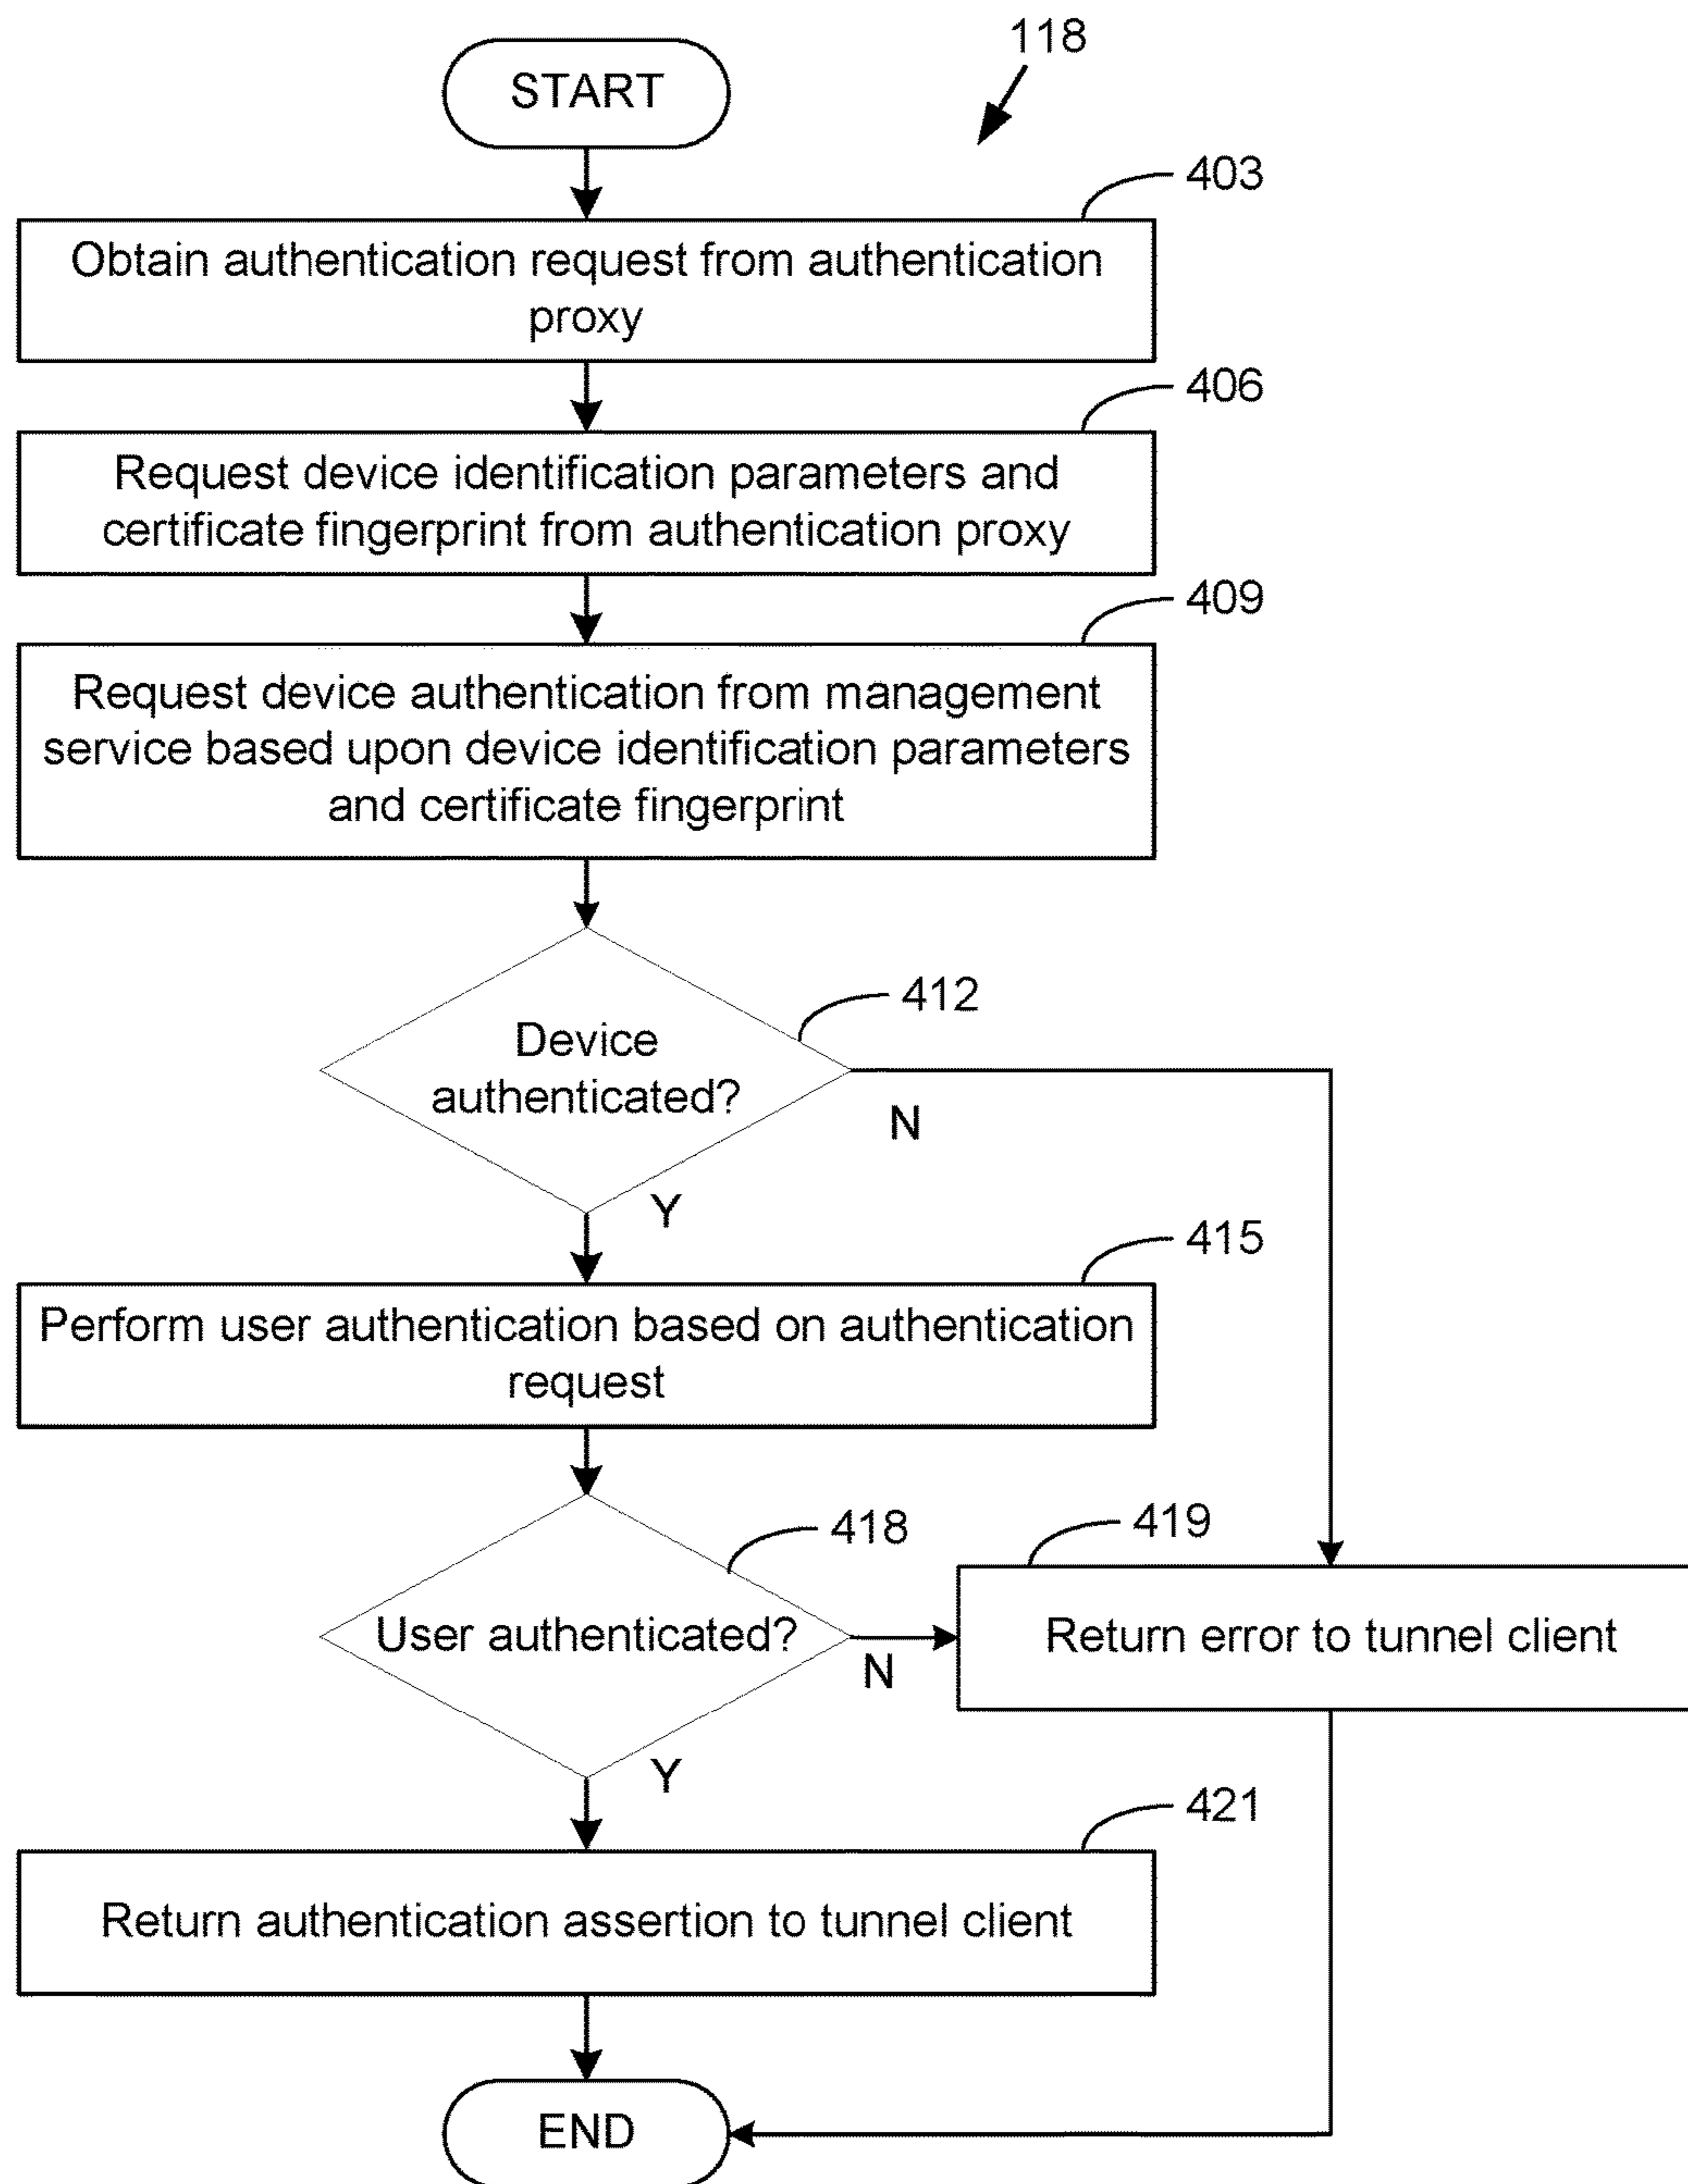 118
START
403
Obtain authentication request from authentication
proxy
406
Request device identification parameters and
certificate fingerprint from authentication proxy
409
Request device authentication from management
service based upon device identification parameters
and certificate fingerprint
412
Device
authenticated?
N
Y
415
Perform user authentication based on authentication
request
418
419
User authenticated?
N
Return error to tunnel client
Y
421
Return authentication assertion to tunnel client
END